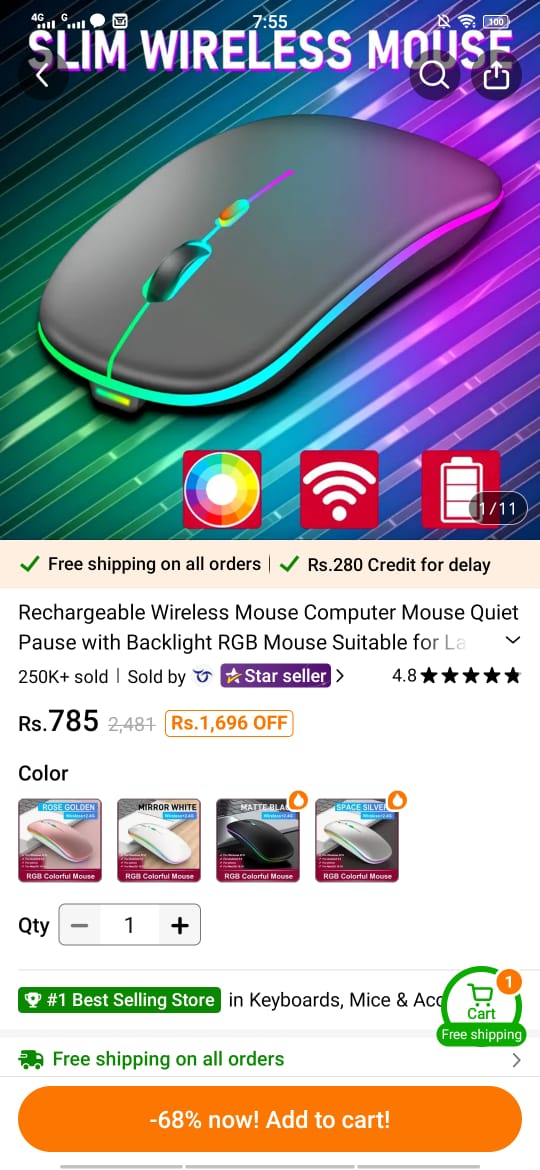 4G
G
7:55
100
SLIM WIRELESS MOUSE
1/11
Free shipping on all orders | Rs.280 Credit for delay
Rechargeable Wireless Mouse Computer Mouse Quiet
Pause with Backlight RGB Mouse Suitable for La
250K+ sold | Sold by Star seller 4.8
Rs.785 2,481 Rs.1,696 OFF
Color
ROSE GOLDEN
Wireless+2.4G
RGB Colorful Mouse
MIRROR WHITE
Wireless+2.4G
RGB Colorful Mouse
MATTE BLAC
Wireless+2.4G
RGB Colorful Mouse
SPACE SILVER
Wireless+2.4G
RGB Colorful Mouse
Qty − 1 +
#1 Best Selling Store in Keyboards, Mice & Acc
1
Cart
Free shipping
Free shipping on all orders
-68% now! Add to cart!